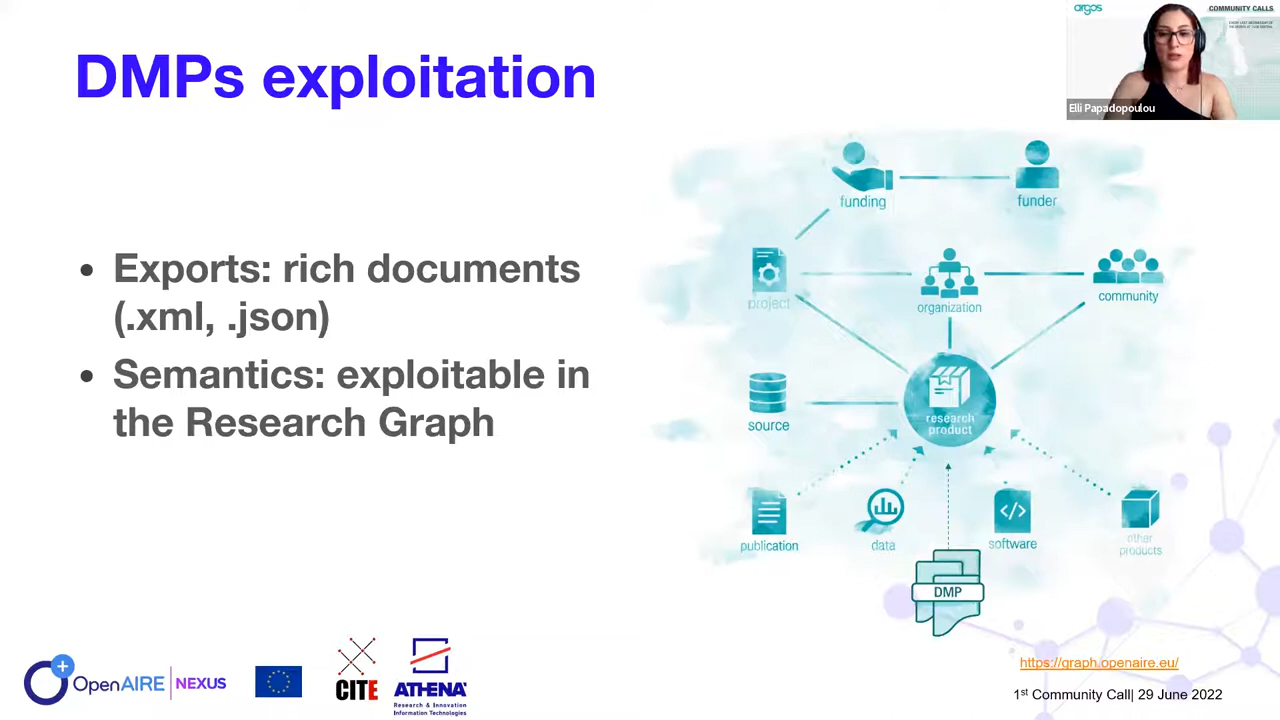 argos
COMMUNITY CALLS
Elli Papadopoulou
DMPs exploitation
• Exports: rich documents
(.xml, .json)
• Semantics: exploitable in
the Research Graph
funding
funder
project
organization
community
source
research
product
publication
data
software
other
products
DMP
OpenAIRE NEXUS
CITE
ATHENA
Research & Innovation
Information Technologies
https://graph.openaire.eu/
1st Community Call| 29 June 2022